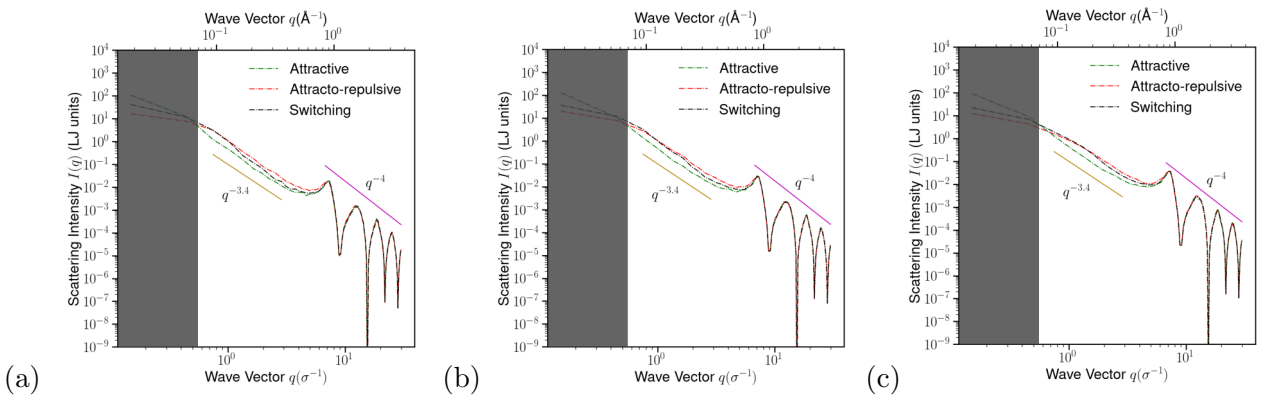 Wave Vector q(Å⁻¹)
10⁻¹ 10⁰
10⁴
10³
10²
10¹
10⁰
10⁻¹
10⁻²
10⁻³
10⁻⁴
10⁻⁵
10⁻⁶
10⁻⁷
10⁻⁸
10⁻⁹
Scattering Intensity I(q) (LJ units)
Attractive
Attracto-repulsive
Switching
q⁻³·⁴
q⁻⁴
10⁰ 10¹
Wave Vector q(σ⁻¹)
(a)
Wave Vector q(Å⁻¹)
10⁻¹ 10⁰
10⁴
10³
10²
10¹
10⁰
10⁻¹
10⁻²
10⁻³
10⁻⁴
10⁻⁵
10⁻⁶
10⁻⁷
10⁻⁸
10⁻⁹
Scattering Intensity I(q) (LJ units)
Attractive
Attracto-repulsive
Switching
q⁻³·⁴
q⁻⁴
10⁰ 10¹
Wave Vector q(σ⁻¹)
(b)
Wave Vector q(Å⁻¹)
10⁻¹ 10⁰
10⁴
10³
10²
10¹
10⁰
10⁻¹
10⁻²
10⁻³
10⁻⁴
10⁻⁵
10⁻⁶
10⁻⁷
10⁻⁸
10⁻⁹
Scattering Intensity I(q) (LJ units)
Attractive
Attracto-repulsive
Switching
q⁻³·⁴
q⁻⁴
10⁰ 10¹
Wave Vector q(σ⁻¹)
(c)